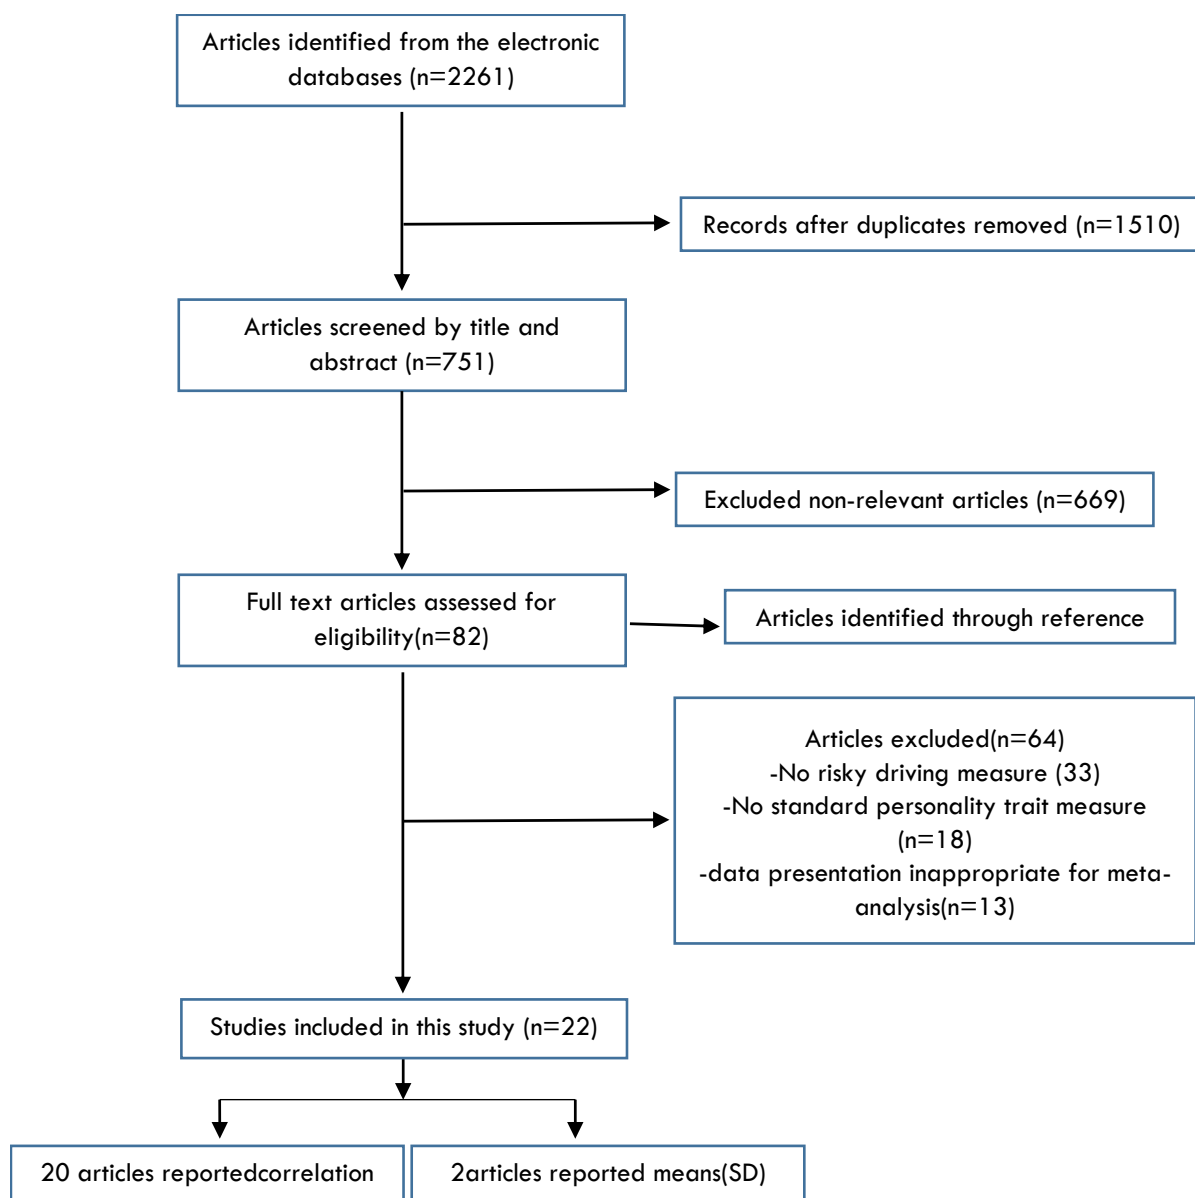 Articles identified from the electronic
databases (n=2261)
Records after duplicates removed (n=1510)
Articles screened by title and
abstract (n=751)
Excluded non-relevant articles (n=669)
Full text articles assessed for
eligibility(n=82)
Articles identified through reference
Articles excluded(n=64)
-No risky driving measure (33)
-No standard personality trait measure
(n=18)
-data presentation inappropriate for meta-
analysis(n=13)
Studies included in this study (n=22)
20 articles reportedcorrelation
2articles reported means(SD)